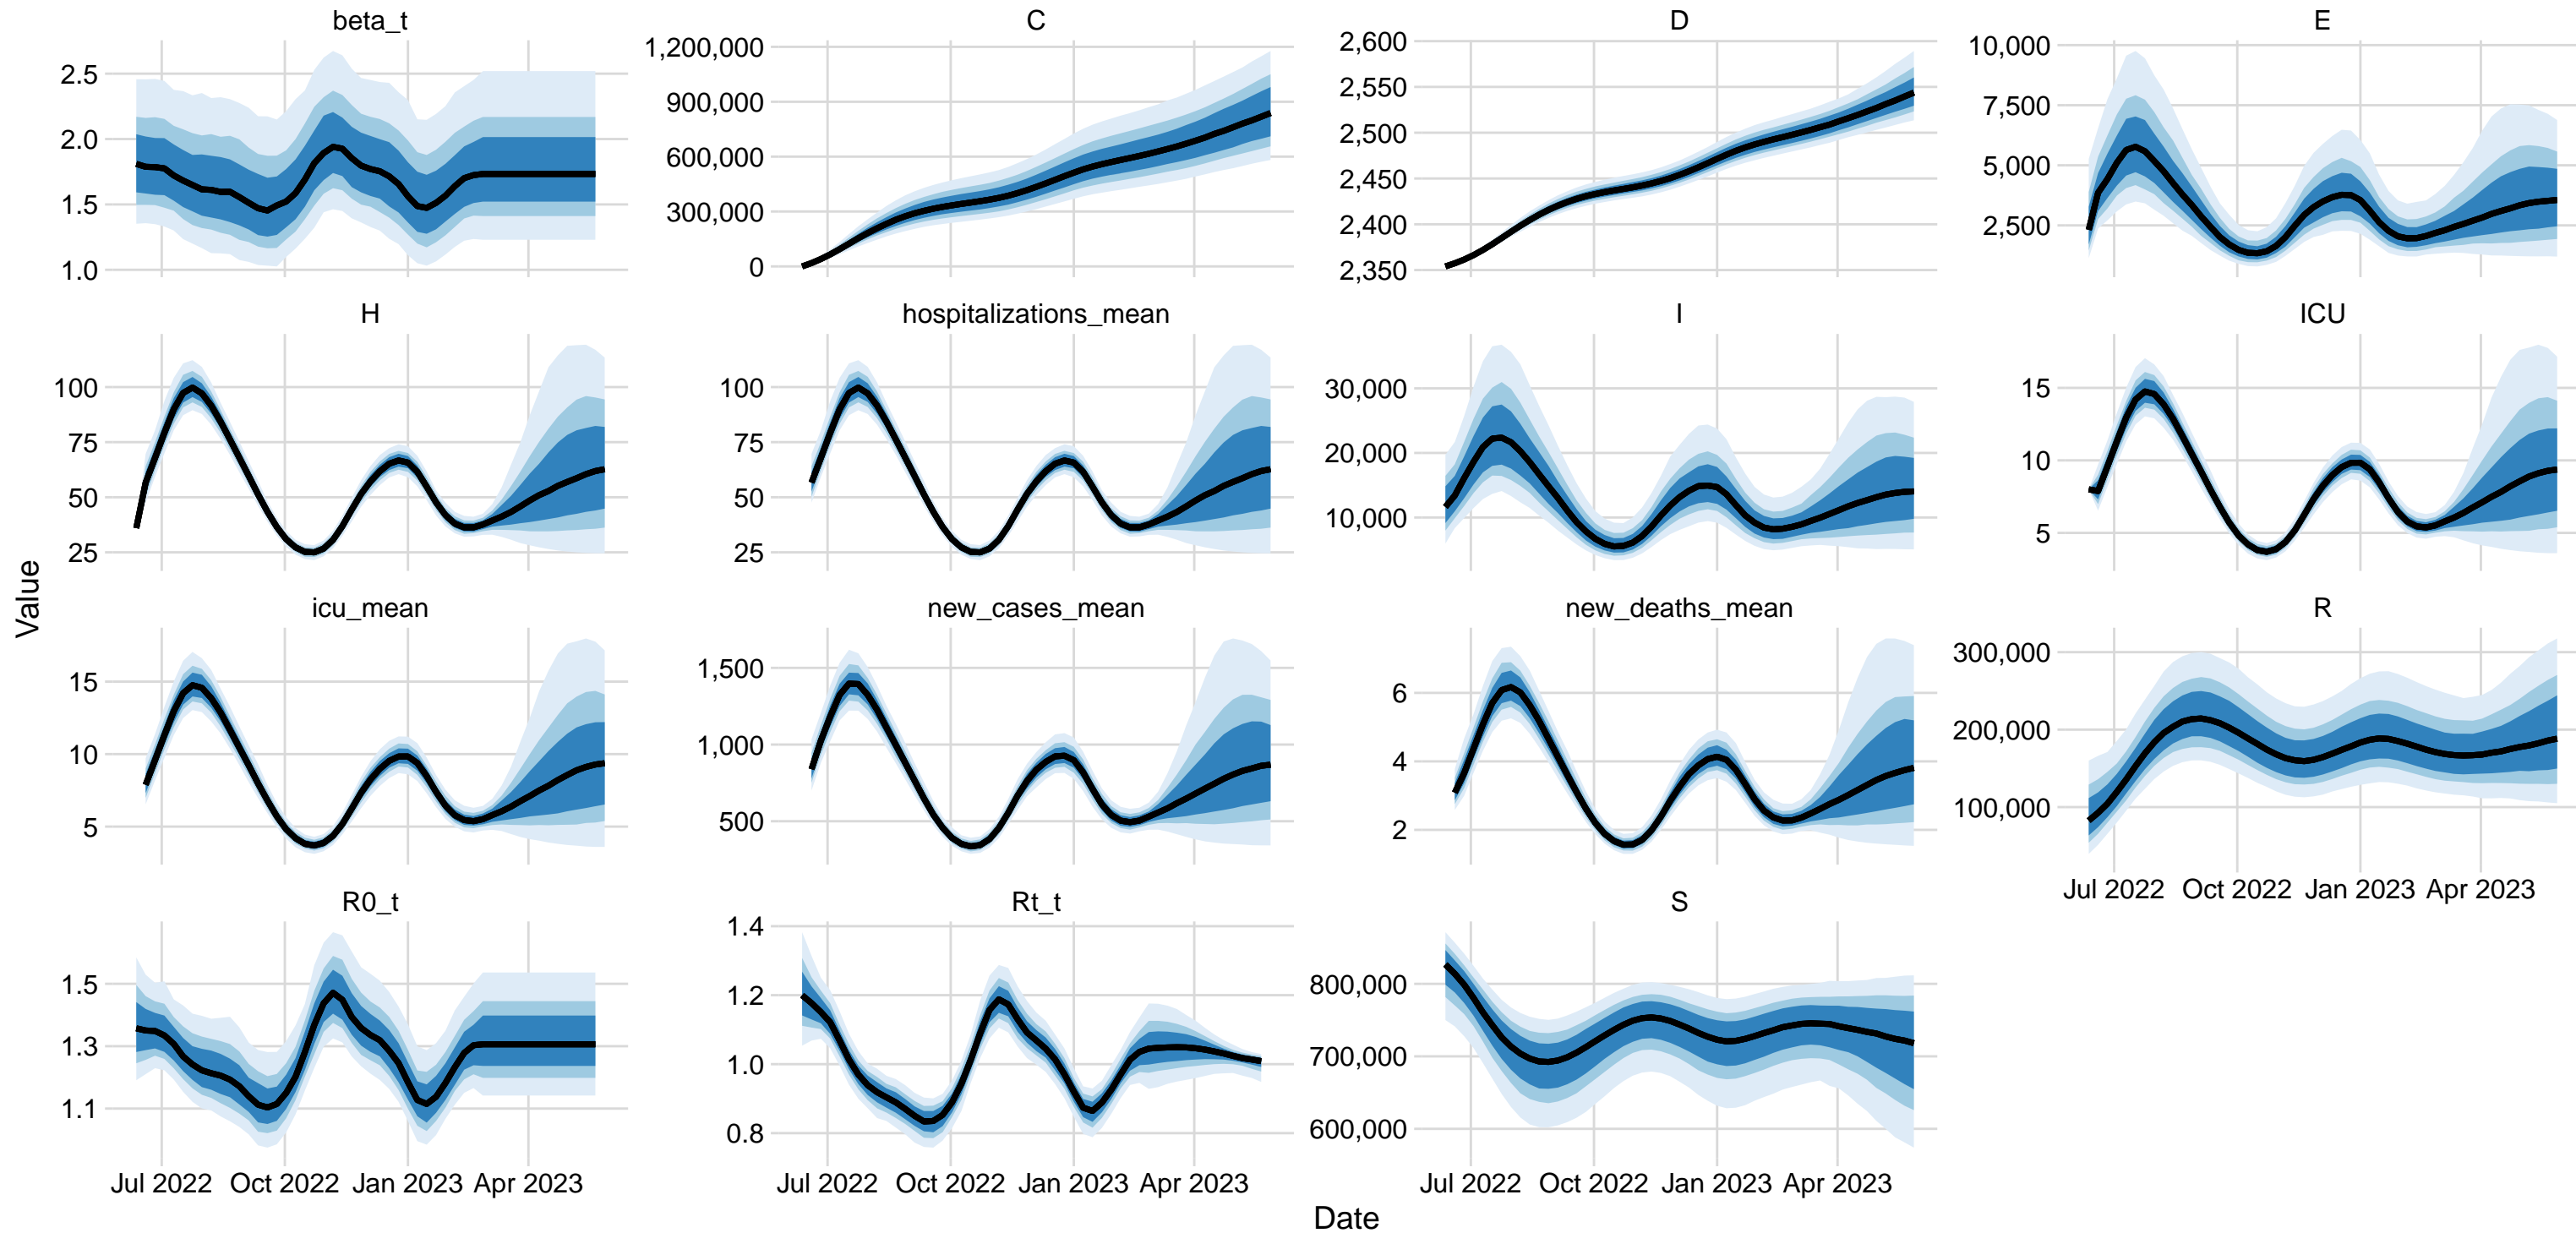 beta_t
C
D
E
2.5
2.0
1.5
1.0
1,200,000
900,000
600,000
300,000
0
2,600
2,550
2,500
2,450
2,400
2,350
10,000
7,500
5,000
2,500
H
hospitalizations_mean
I
ICU
100
75
50
25
100
75
50
25
30,000
20,000
10,000
15
10
5
Value
icu_mean
new_cases_mean
new_deaths_mean
R
15
10
5
1,500
1,000
500
6
4
2
300,000
200,000
100,000
Jul 2022 Oct 2022 Jan 2023 Apr 2023
R0_t
Rt_t
S
1.5
1.3
1.1
1.4
1.2
1.0
0.8
800,000
700,000
600,000
Jul 2022 Oct 2022 Jan 2023 Apr 2023
Jul 2022 Oct 2022 Jan 2023 Apr 2023
Jul 2022 Oct 2022 Jan 2023 Apr 2023
Date